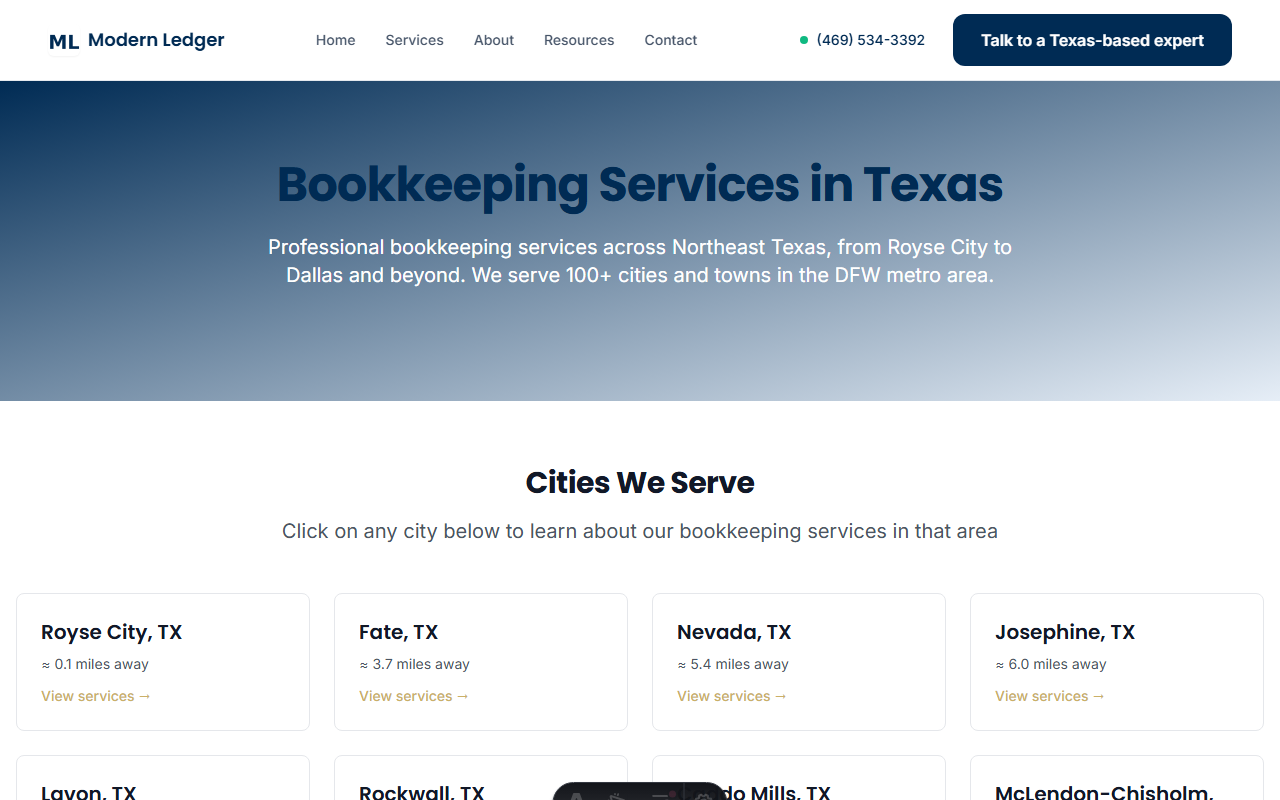 ML Modern Ledger
Home Services About Resources Contact
(469) 534-3392
Talk to a Texas-based expert
Bookkeeping Services in Texas
Professional bookkeeping services across Northeast Texas, from Royse City to
Dallas and beyond. We serve 100+ cities and towns in the DFW metro area.
Cities We Serve
Click on any city below to learn about our bookkeeping services in that area
Royse City, TX
≈ 0.1 miles away
View services →
Fate, TX
≈ 3.7 miles away
View services →
Nevada, TX
≈ 5.4 miles away
View services →
Josephine, TX
≈ 6.0 miles away
View services →
Lavon, TX
Rockwall, TX
Mills, TX
McLendon-Chisholm,